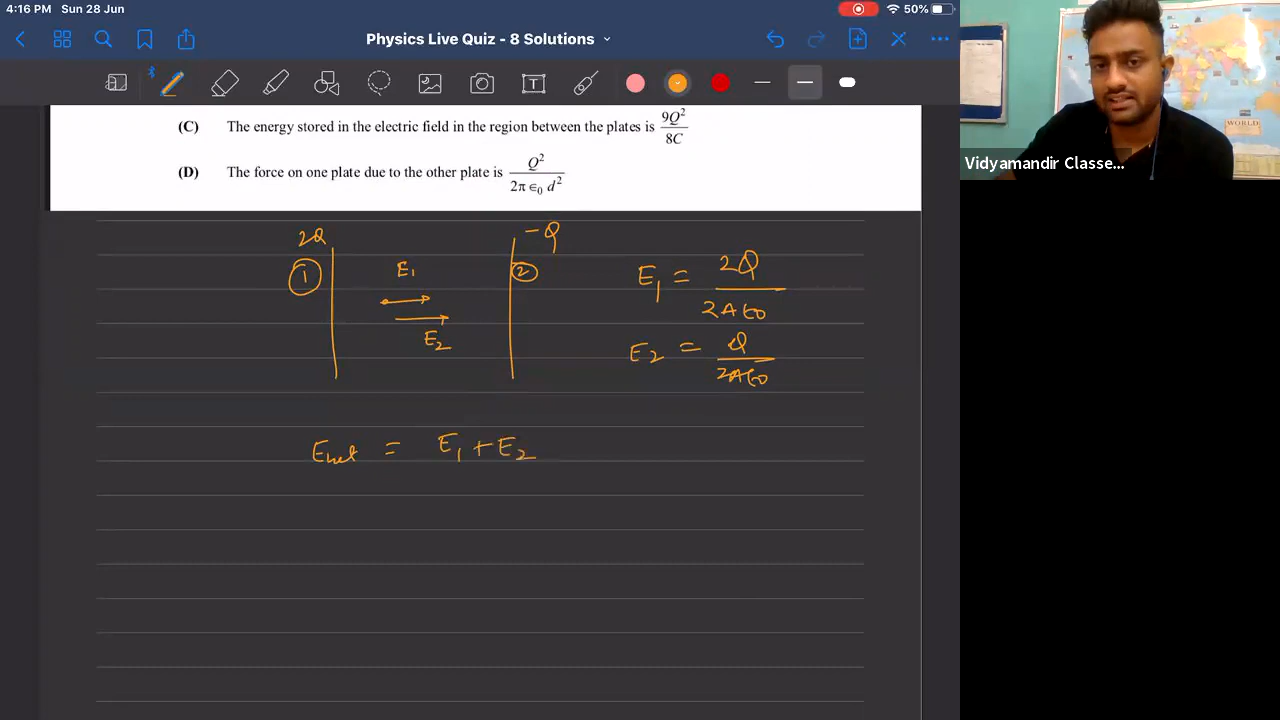 4:16 PM Sun 28 Jun 50%
Physics Live Quiz - 8 Solutions
T
(C) The energy stored in the electric field in the region between the plates is 9Q²/8C
(D) The force on one plate due to the other plate is Q²/2π∈₀ d²
2Q -Q
1 E₁ 2 E₁ = 2Q/2A∈₀
E₂ E₂ = Q/2A∈₀
Enet = E₁ + E₂
WORLD
Vidyamandir Classe...